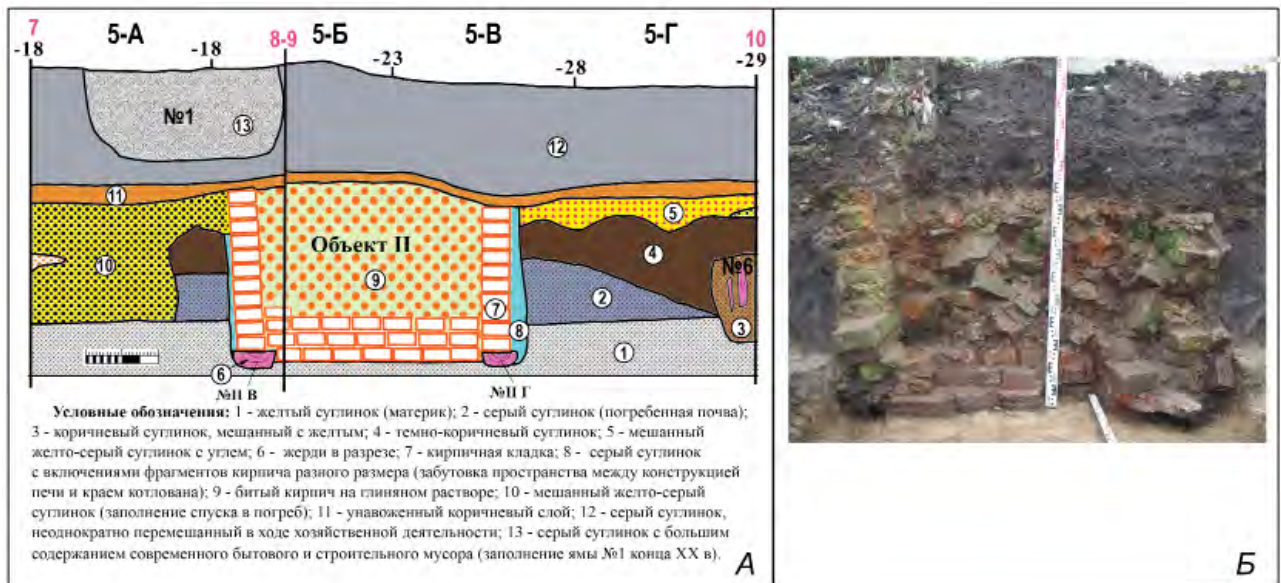 7 5-А 8-9 5-Б 5-В 5-Г 10
-18 -18 -23 -28 -29
№1
13
12
11
5
Объект II
10
4
№6
9
2
7
3
8
1
6
№II В №II Г
Условные обозначения: 1 - желтый суглинок (материк); 2 - серый суглинок (погребенная почва);
3 - коричневый суглинок, мешанный с желтым; 4 - темно-коричневый суглинок; 5 - мешанный
желто-серый суглинок с углем; 6 - жерди в разрезе; 7 - кирпичная кладка; 8 - серый суглинок
с включениями фрагментов кирпича разного размера (забутовка пространства между конструкцией
печи и краем котлована); 9 - битый кирпич на глиняном растворе; 10 - мешанный желто-серый
суглинок (заполнение спуска в погреб); 11 - унавоженный коричневый слой; 12 - серый суглинок,
неоднократно перемешанный в ходе хозяйственной деятельности; 13 - серый суглинок с большим
содержанием современного бытового и строительного мусора (заполнение ямы №1 конца XX в).
А
Б